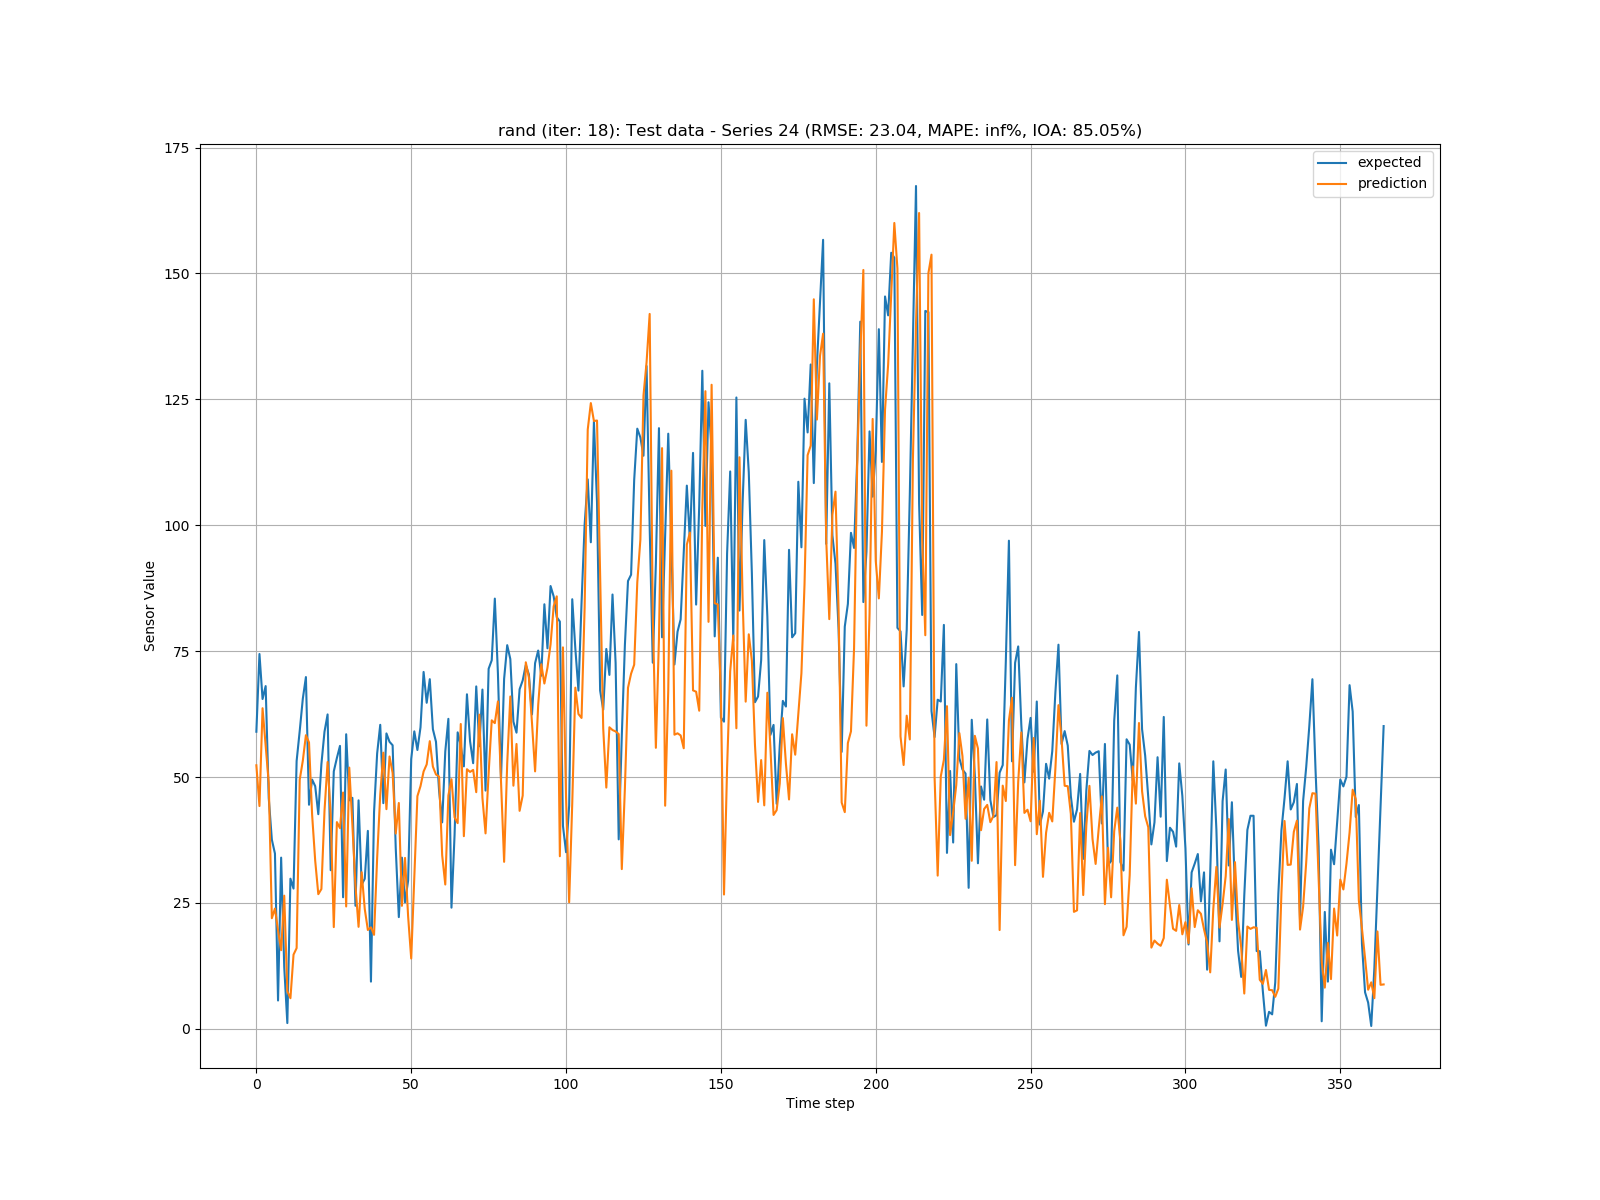 rand (iter: 18): Test data - Series 24 (RMSE: 23.04, MAPE: inf%, IOA: 85.05%)
expected
prediction
175
150
125
100
75
50
25
0
Sensor Value
0 50 100 150 200 250 300 350
Time step